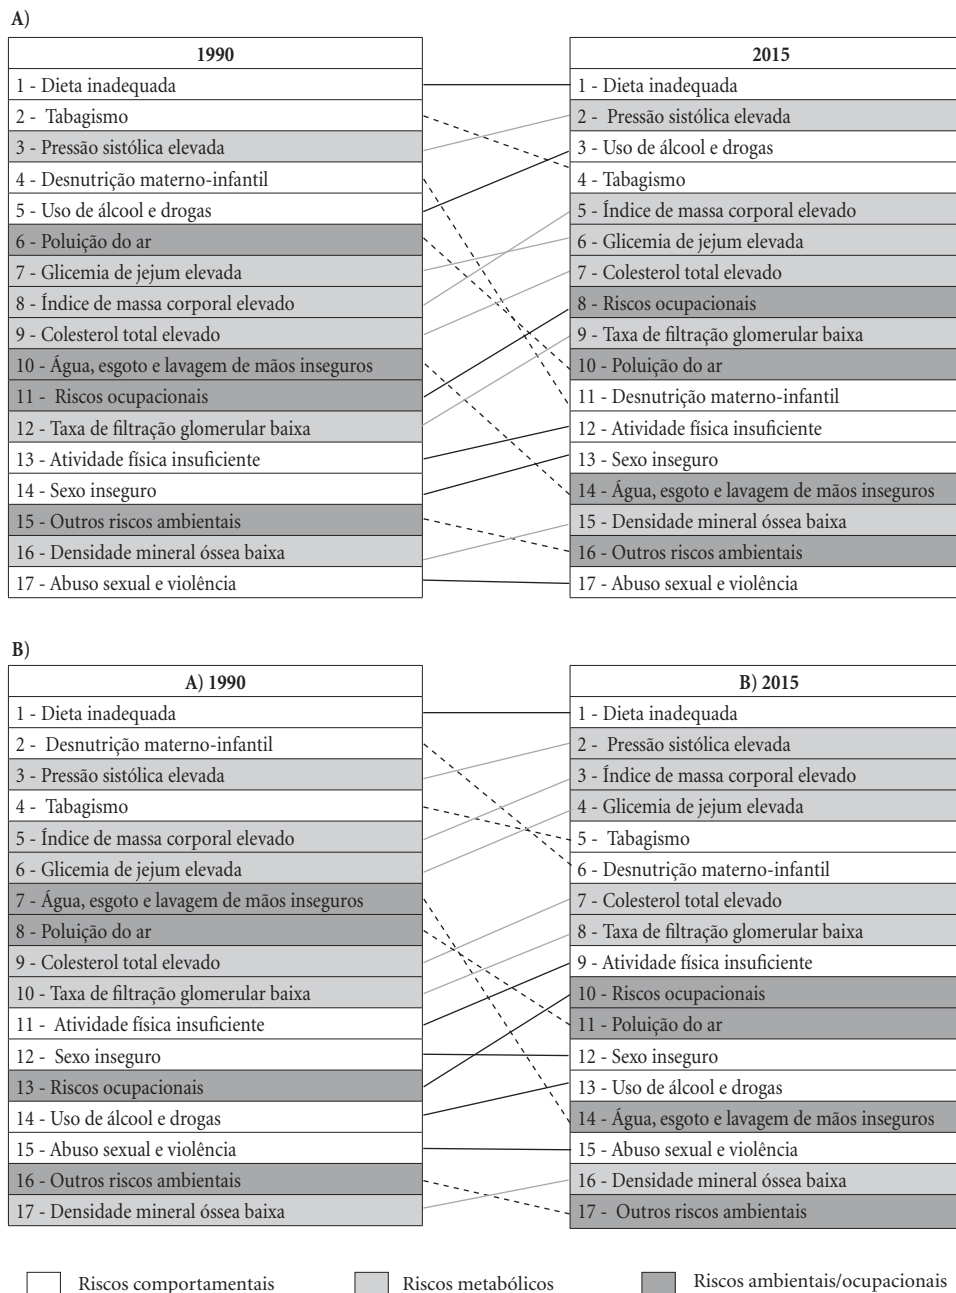 A)
1990
1 - Dieta inadequada
2 - Tabagismo
3 - Pressão sistólica elevada
4 - Desnutrição materno-infantil
5 - Uso de álcool e drogas
6 - Poluição do ar
7 - Glicemia de jejum elevada
8 - Índice de massa corporal elevado
9 - Colesterol total elevado
10 - Água, esgoto e lavagem de mãos inseguros
11 - Riscos ocupacionais
12 - Taxa de filtração glomerular baixa
13 - Atividade física insuficiente
14 - Sexo inseguro
15 - Outros riscos ambientais
16 - Densidade mineral óssea baixa
17 - Abuso sexual e violência
2015
1 - Dieta inadequada
2 - Pressão sistólica elevada
3 - Uso de álcool e drogas
4 - Tabagismo
5 - Índice de massa corporal elevado
6 - Glicemia de jejum elevada
7 - Colesterol total elevado
8 - Riscos ocupacionais
9 - Taxa de filtração glomerular baixa
10 - Poluição do ar
11 - Desnutrição materno-infantil
12 - Atividade física insuficiente
13 - Sexo inseguro
14 - Água, esgoto e lavagem de mãos inseguros
15 - Densidade mineral óssea baixa
16 - Outros riscos ambientais
17 - Abuso sexual e violência
B)
A) 1990
1 - Dieta inadequada
2 - Desnutrição materno-infantil
3 - Pressão sistólica elevada
4 - Tabagismo
5 - Índice de massa corporal elevado
6 - Glicemia de jejum elevada
7 - Água, esgoto e lavagem de mãos inseguros
8 - Poluição do ar
9 - Colesterol total elevado
10 - Taxa de filtração glomerular baixa
11 - Atividade física insuficiente
12 - Sexo inseguro
13 - Riscos ocupacionais
14 - Uso de álcool e drogas
15 - Abuso sexual e violência
16 - Outros riscos ambientais
17 - Densidade mineral óssea baixa
B) 2015
1 - Dieta inadequada
2 - Pressão sistólica elevada
3 - Índice de massa corporal elevado
4 - Glicemia de jejum elevada
5 - Tabagismo
6 - Desnutrição materno-infantil
7 - Colesterol total elevado
8 - Taxa de filtração glomerular baixa
9 - Atividade física insuficiente
10 - Riscos ocupacionais
11 - Poluição do ar
12 - Sexo inseguro
13 - Uso de álcool e drogas
14 - Água, esgoto e lavagem de mãos inseguros
15 - Abuso sexual e violência
16 - Densidade mineral óssea baixa
17 - Outros riscos ambientais
Riscos comportamentais
Riscos metabólicos
Riscos ambientais/ocupacionais